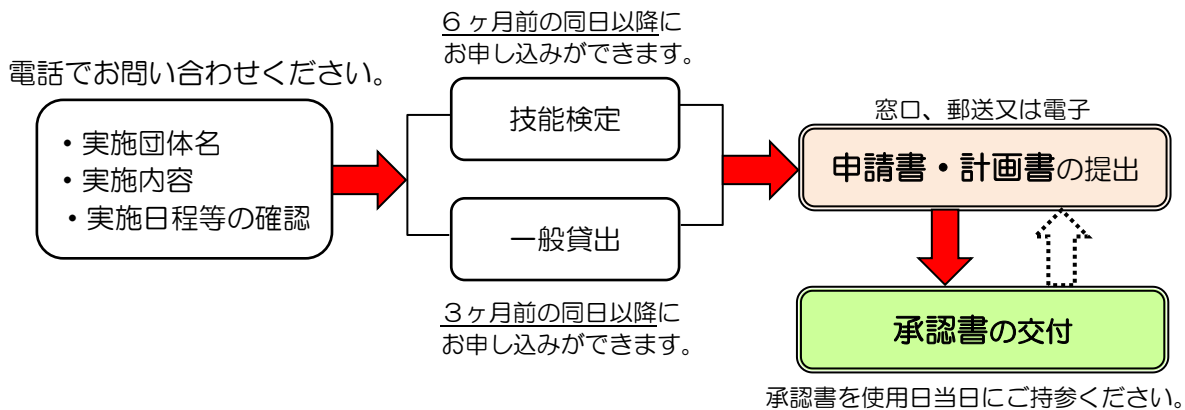 電話でお問い合わせください。
・実施団体名
・実施内容
・実施日程等の確認
６ヶ月前の同日以降に
お申し込みができます。
技能検定
一般貸出
３ヶ月前の同日以降に
お申し込みができます。
窓口、郵送又は電子
申請書・計画書の提出
承認書の交付
承認書を使用日当日にご持参ください。